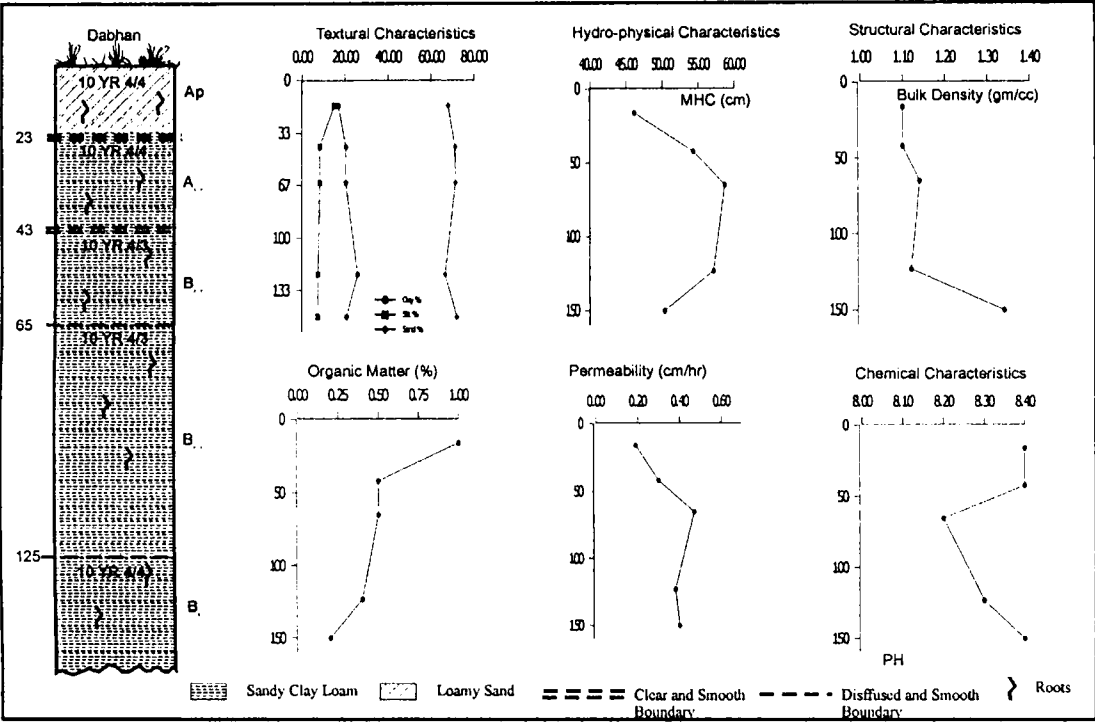 Dabhan
10 YR 4/4
Ap
23
10 YR 4/4
A
43
10 YR 4/3
B
65
10 YR 4/3
B
125
10 YR 4/4
B
Textural Characteristics
0.00 20.00 40.00 60.00 80.00
0
33
67
100
133
Clay %
Silt %
Sand %
Hydro-physical Characteristics
40.00 45.00 50.00 55.00 60.00
MHC (cm)
0
50
100
150
Structural Characteristics
1.00 1.10 1.20 1.30 1.40
Bulk Density (gm/cc)
0
50
100
150
Organic Matter (%)
0.00 0.25 0.50 0.75 1.00
0
50
100
150
Permeability (cm/hr)
0.00 0.20 0.40 0.60
0
50
100
150
Chemical Characteristics
8.00 8.10 8.20 8.30 8.40
0
50
100
150
PH
Sandy Clay Loam
Loamy Sand
Clear and Smooth
Boundary
Disffused and Smooth
Boundary
Roots